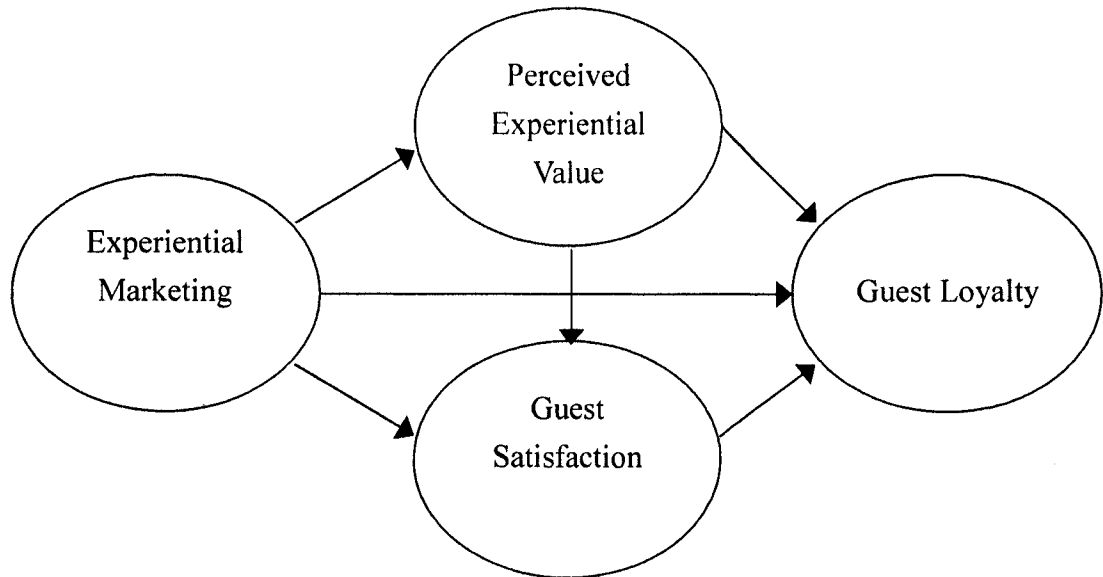 Perceived
Experiential
Value
Experiential
Marketing
Guest Loyalty
Guest
Satisfaction